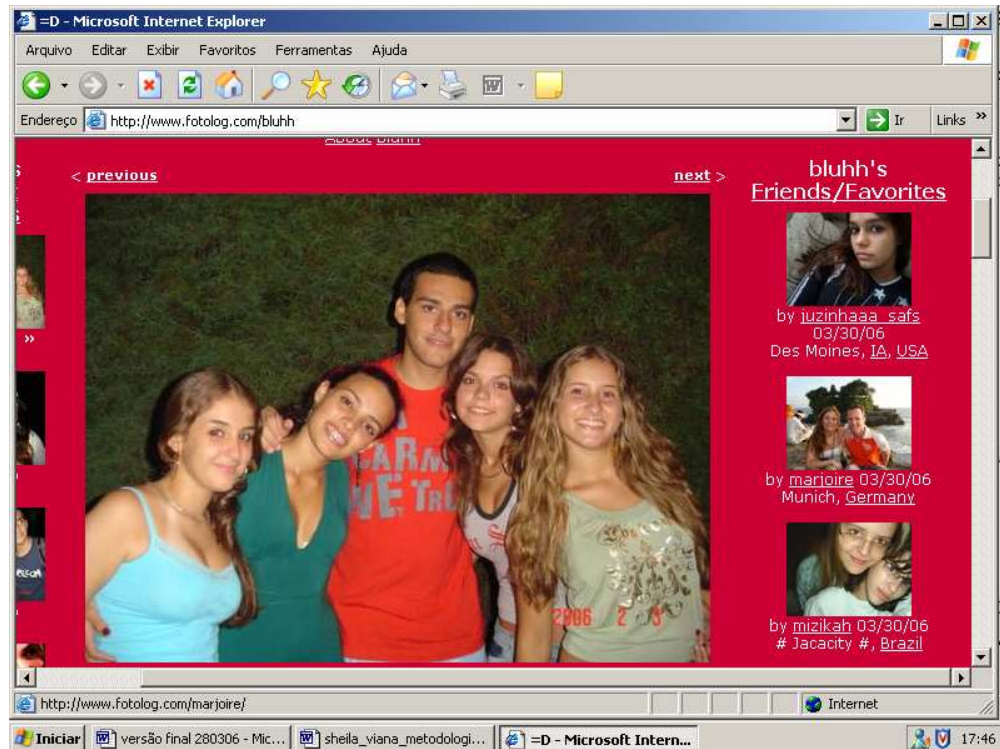 =D - Microsoft Internet Explorer
Arquivo Editar Exibir Favoritos Ferramentas Ajuda
Endereço http://www.fotolog.com/bluhh Ir Links »
About bluhh
< previous next >
bluhh's
Friends/Favorites
by juzinhaaa_safs
03/30/06
Des Moines, IA, USA
by marjoire 03/30/06
Munich, Germany
by mizikah 03/30/06
# Jacacity #, Brazil
»
2006 2 3
http://www.fotolog.com/marjoire/ Internet
Iniciar versão final 280306 - Mic... sheila_viana_metodologi... =D - Microsoft Intern... 17:46